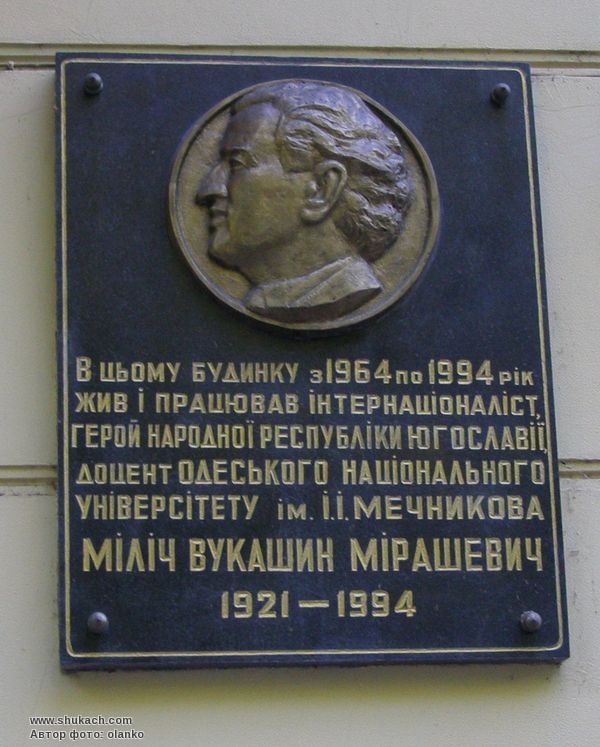 В ЦЬОМУ БУДИНКУ з 1964 по 1994 рік
ЖИВ І ПРАЦЮВАВ ІНТЕРНАЦІОНАЛІСТ,
ГЕРОЙ НАРОДНОЇ РЕСПУБЛІКИ ЮГОСЛАВІЇ,
ДОЦЕНТ ОДЕСЬКОГО НАЦІОНАЛЬНОГО
УНІВЕРСІТЕТУ ім. І.І. МЕЧНИКОВА
МІЛІЧ ВУКАШИН МІРАШЕВИЧ
1921 — 1994
www.shukach.com
Автор фото: olanko